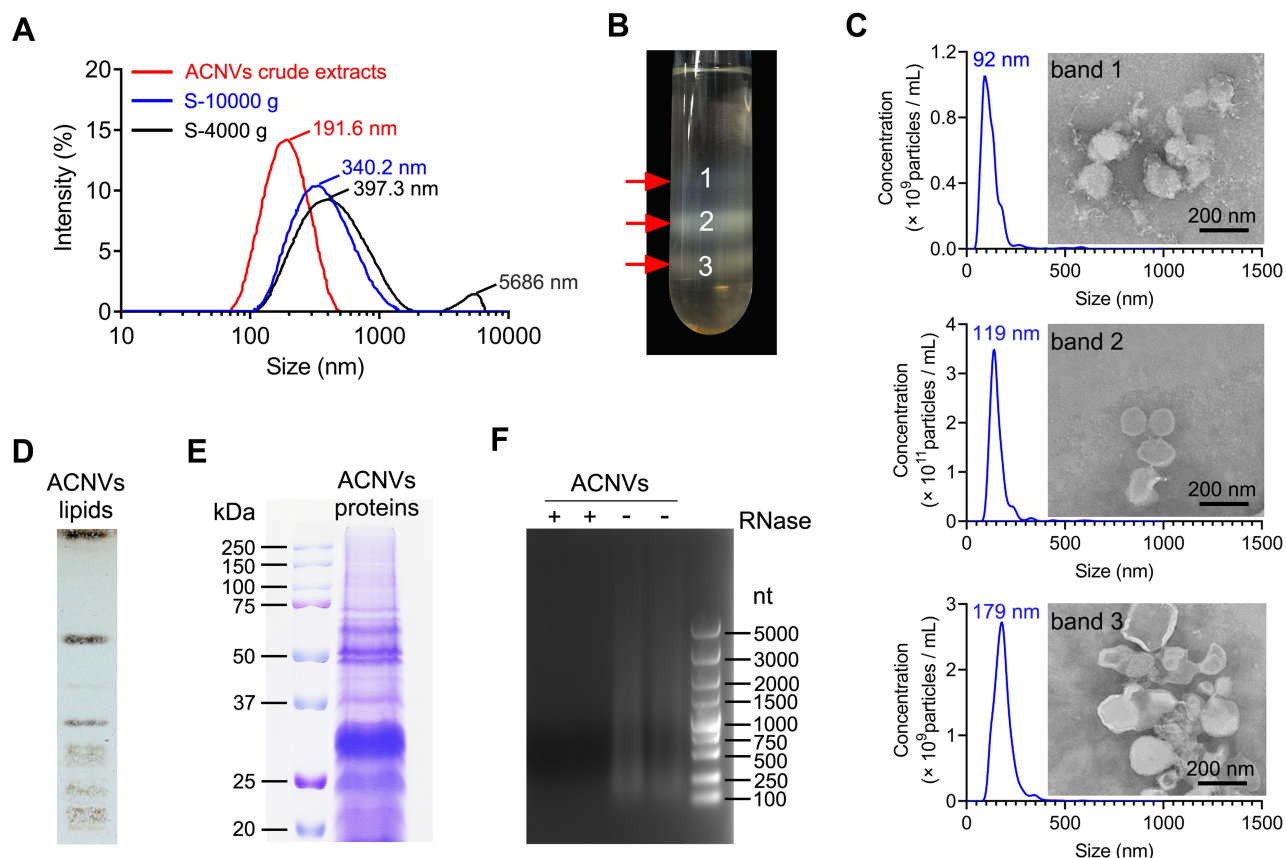 A
20
15
10
5
0
Intensity (%)
ACNVs crude extracts
S-10000 g
S-4000 g
191.6 nm
340.2 nm
397.3 nm
5686 nm
10
100
1000
10000
Size (nm)
B
1
2
3
C
1.2
0.8
0.4
0.0
Concentration
(× 10⁹particles / mL)
92 nm
band 1
200 nm
0
500
1000
1500
Size (nm)
4
3
2
1
0
Concentration
(× 10¹¹particles / mL)
119 nm
band 2
200 nm
0
500
1000
1500
Size (nm)
3
2
1
0
Concentration
(× 10⁹particles / mL)
179 nm
band 3
200 nm
0
500
1000
1500
Size (nm)
D
ACNVs
lipids
E
ACNVs
proteins
kDa
250
150
100
75
50
37
25
20
F
ACNVs
+ + - - RNase
nt
5000
3000
2000
1500
1000
750
500
250
100